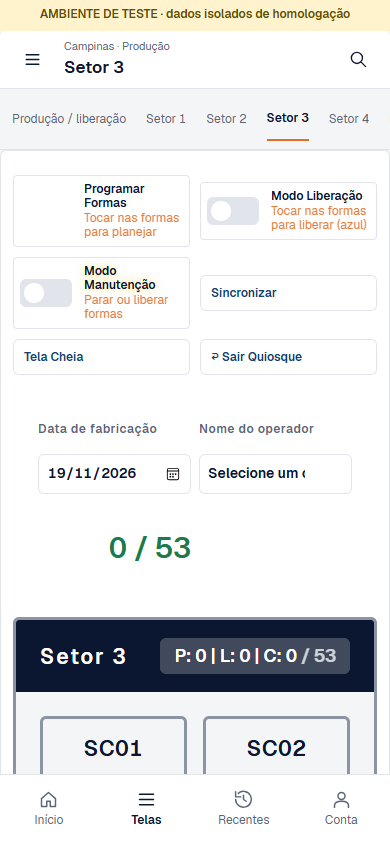 AMBIENTE DE TESTE · dados isolados de homologação
Campinas · Produção
Setor 3
Produção / liberação
Setor 1
Setor 2
Setor 3
Setor 4
Programar
Formas
Tocar nas formas
para planejar
Modo Liberação
Tocar nas formas
para liberar (azul)
Modo
Manutenção
Parar ou liberar
formas
Sincronizar
Tela Cheia
Sair Quiosque
Data de fabricação
Nome do operador
19/11/2026
Selecione um
0 / 53
Setor 3
P: 0 | L: 0 | C: 0 / 53
SC01
SC02
Início
Telas
Recentes
Conta